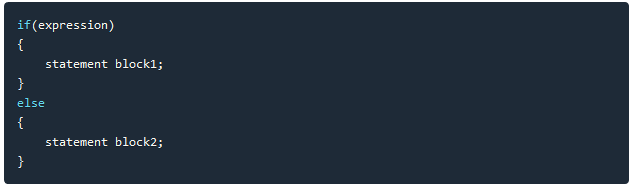 if(expression)
{
    statement block1;
}
else
{
    statement block2;
}